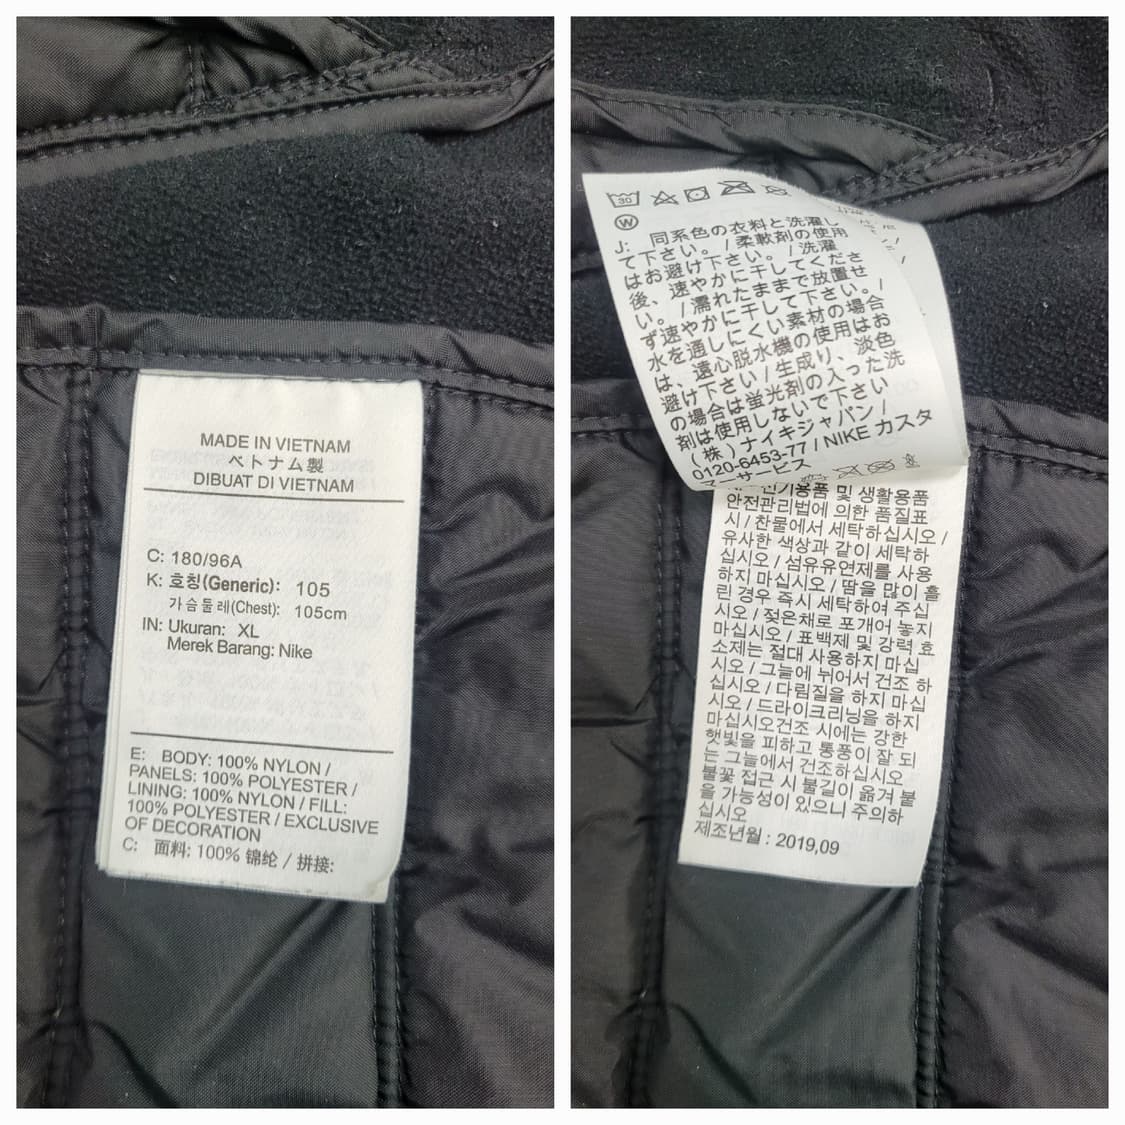 MADE IN VIETNAM
ベトナム製
DIBUAT DI VIETNAM
C: 180/96A
K: 호칭(Generic): 105
가슴둘레(Chest): 105cm
IN: Ukuran: XL
Merek Barang: Nike
E: BODY: 100% NYLON /
PANELS: 100% POLYESTER /
LINING: 100% NYLON / FILL:
100% POLYESTER / EXCLUSIVE
OF DECORATION
C: 面料: 100% 锦纶 / 拼接:
30
W
J: 同系色の衣料と洗濯し
て下さい。/ 柔軟剤の使用
はお避け下さい。/ 洗濯
後、速やかに干してくださ
い。/ 濡れたままで放置せ
ず速やかに干して下さい。/
水を通しにくい素材の場合
は、遠心脱水機の使用はお
避け下さい / 生成り、淡色
の場合は蛍光剤の入った洗
剤は使用しないで下さい
(株) ナイキジャパン /
0120-6453-77 / NIKE カスタ
マーサービス
전기용품 및 생활용품
안전관리법에 의한 품질표
시 / 찬물에서 세탁하십시오 /
유사한 색상과 같이 세탁하
십시오 / 섬유유연제를 사용
하지 마십시오 / 땀을 많이 흘
린 경우 즉시 세탁하여 주십
시오 / 젖은채로 포개어 놓지
마십시오 / 표백제 및 강력 효
소제는 절대 사용하지 마십
시오 / 그늘에 뉘어서 건조 하
십시오 / 다림질을 하지 마십
시오 / 드라이크리닝을 하지
마십시오건조 시에는 강한
햇빛을 피하고 통풍이 잘 되
는 그늘에서 건조하십시오
불꽃 접근 시 불길이 옮겨 붙
을 가능성이 있으니 주의하
십시오
제조년월 : 2019,09